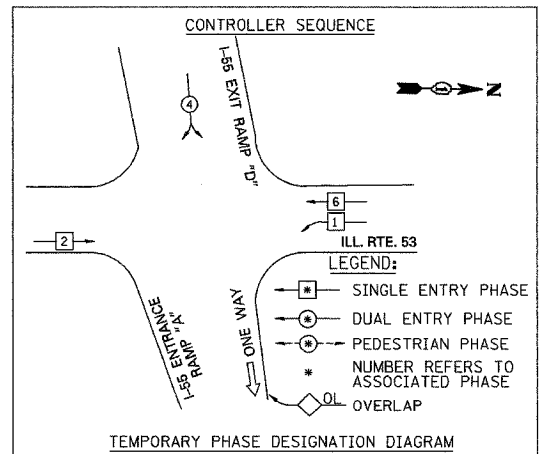 CONTROLLER SEQUENCE
I-55 EXIT RAMP "D"
4
N
6
1
2
ILL. RTE. 53
LEGEND:
* SINGLE ENTRY PHASE
* DUAL ENTRY PHASE
* PEDESTRIAN PHASE
* NUMBER REFERS TO
ASSOCIATED PHASE
OL OVERLAP
I-55 ENTRANCE
RAMP "A"
ONE WAY
TEMPORARY PHASE DESIGNATION DIAGRAM